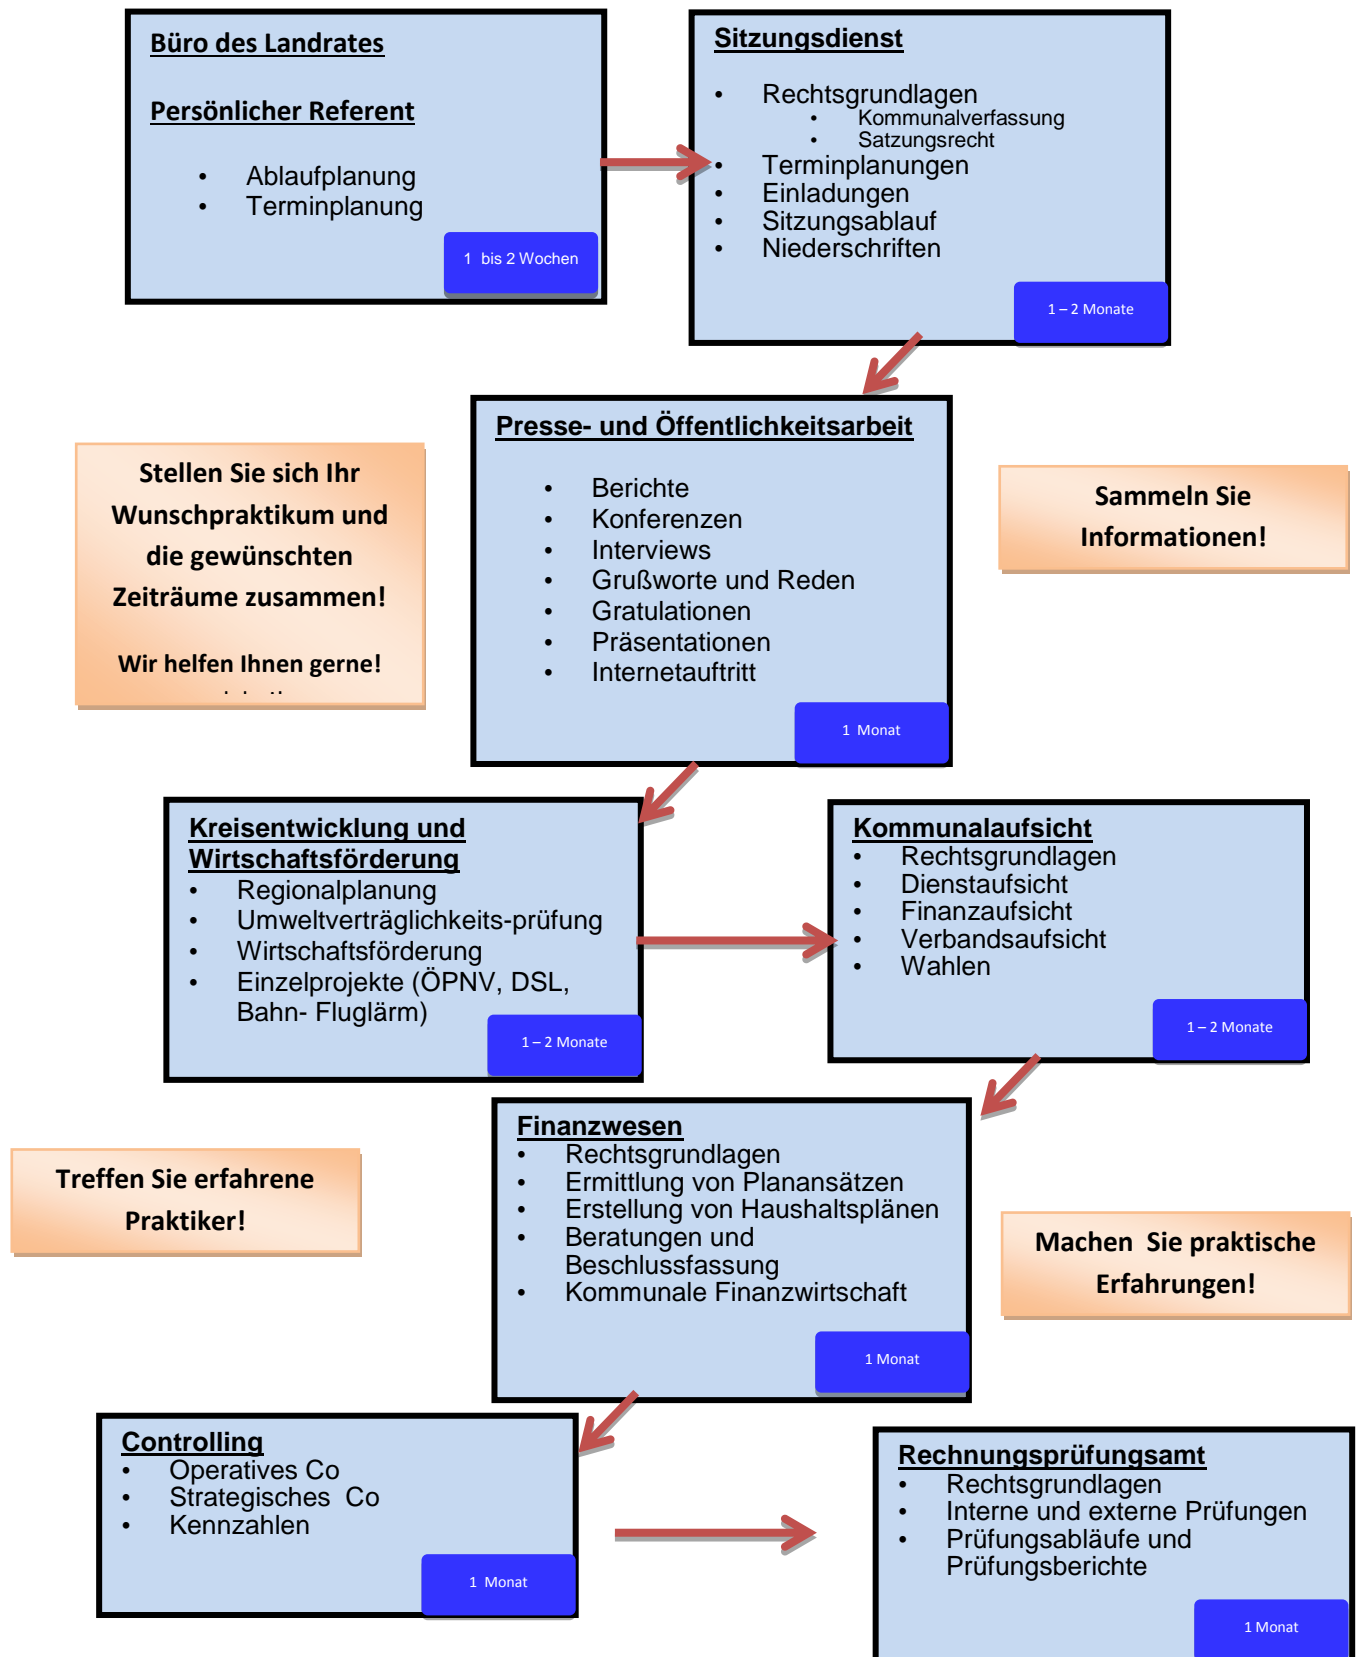 Büro des Landrates
Persönlicher Referent
• Ablaufplanung
• Terminplanung
1 bis 2 Wochen
Sitzungsdienst
• Rechtsgrundlagen
• Kommunalverfassung
• Satzungsrecht
• Terminplanungen
• Einladungen
• Sitzungsablauf
• Niederschriften
1 – 2 Monate
Presse- und Öffentlichkeitsarbeit
• Berichte
• Konferenzen
• Interviews
• Grußworte und Reden
• Gratulationen
• Präsentationen
• Internetauftritt
1 Monat
Stellen Sie sich Ihr
Wunschpraktikum und
die gewünschten
Zeiträume zusammen!
Wir helfen Ihnen gerne!
Sammeln Sie
Informationen!
Kreisentwicklung und
Wirtschaftsförderung
• Regionalplanung
• Umweltverträglichkeits-prüfung
• Wirtschaftsförderung
• Einzelprojekte (ÖPNV, DSL,
Bahn- Fluglärm)
1 – 2 Monate
Kommunalaufsicht
• Rechtsgrundlagen
• Dienstaufsicht
• Finanzaufsicht
• Verbandsaufsicht
• Wahlen
1 – 2 Monate
Finanzwesen
• Rechtsgrundlagen
• Ermittlung von Planansätzen
• Erstellung von Haushaltsplänen
• Beratungen und
Beschlussfassung
• Kommunale Finanzwirtschaft
1 Monat
Treffen Sie erfahrene
Praktiker!
Machen Sie praktische
Erfahrungen!
Controlling
• Operatives Co
• Strategisches Co
• Kennzahlen
1 Monat
Rechnungsprüfungsamt
• Rechtsgrundlagen
• Interne und externe Prüfungen
• Prüfungsabläufe und
Prüfungsberichte
1 Monat